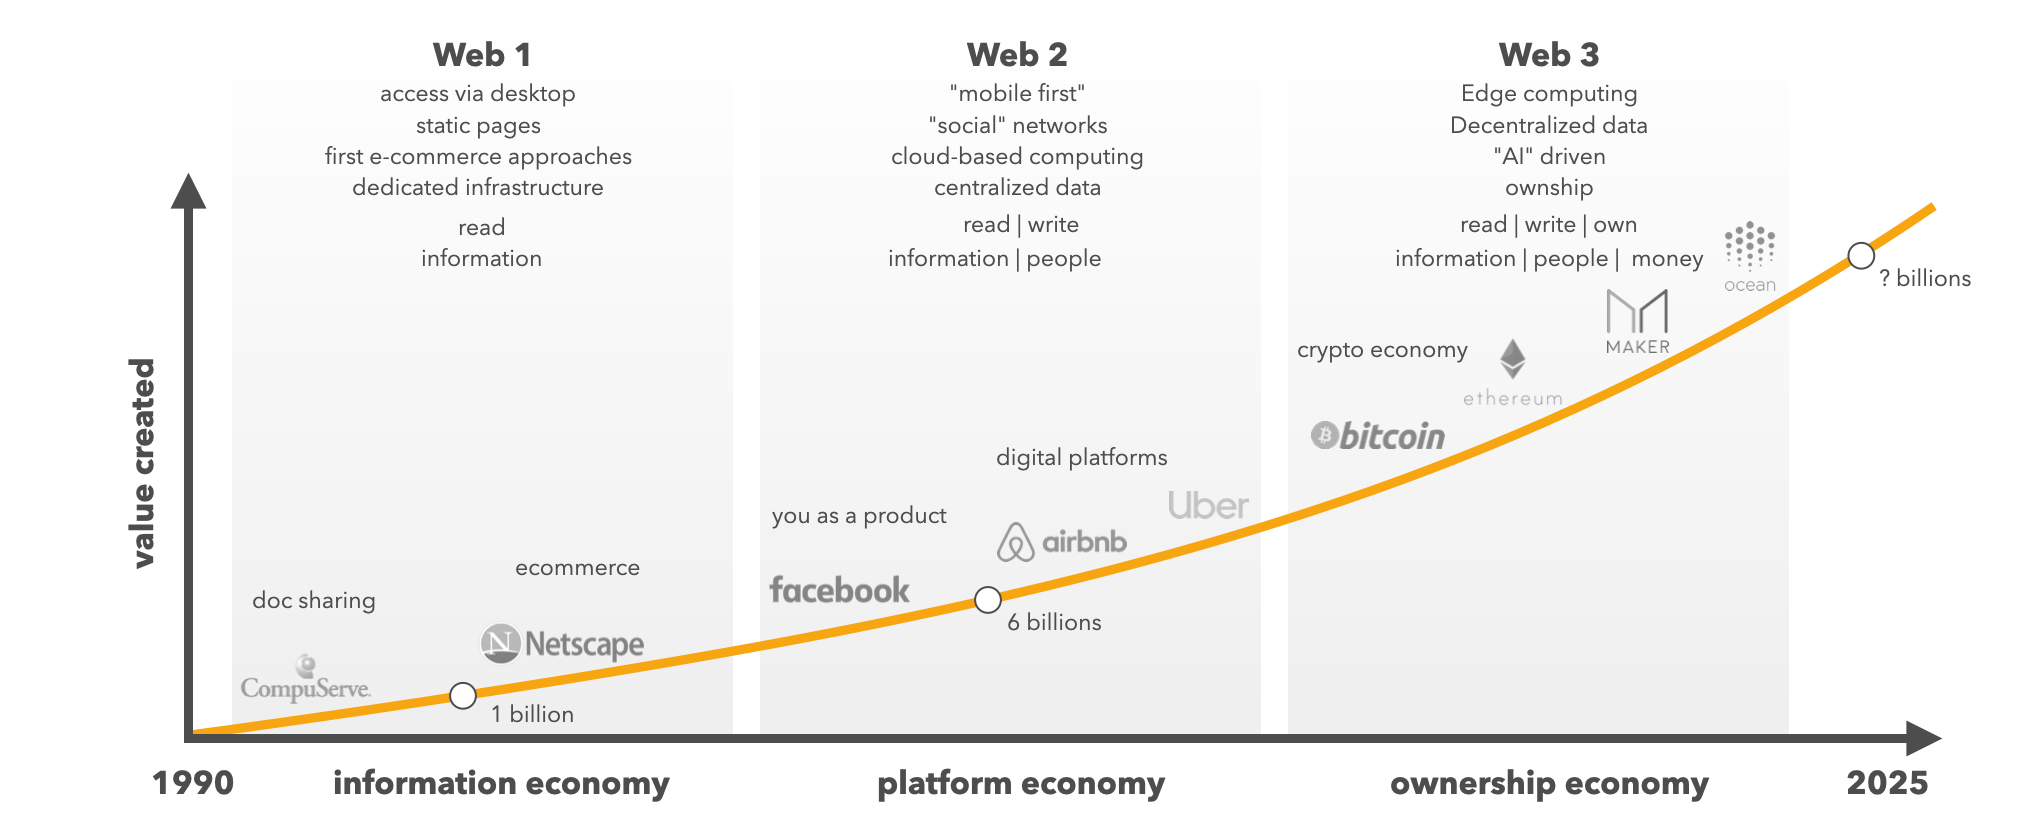 Web 1
access via desktop
static pages
first e-commerce approaches
dedicated infrastructure
read
information
Web 2
"mobile first"
"social" networks
cloud-based computing
centralized data
read | write
information | people
Web 3
Edge computing
Decentralized data
"AI" driven
ownship
read | write | own
information | people | money
ocean
? billions
MAKER
crypto economy
ethereum
bitcoin
digital platforms
Uber
you as a product
airbnb
facebook
6 billions
ecommerce
doc sharing
N Netscape
CompuServe.
1 billion
value created
1990
information economy
platform economy
ownership economy
2025